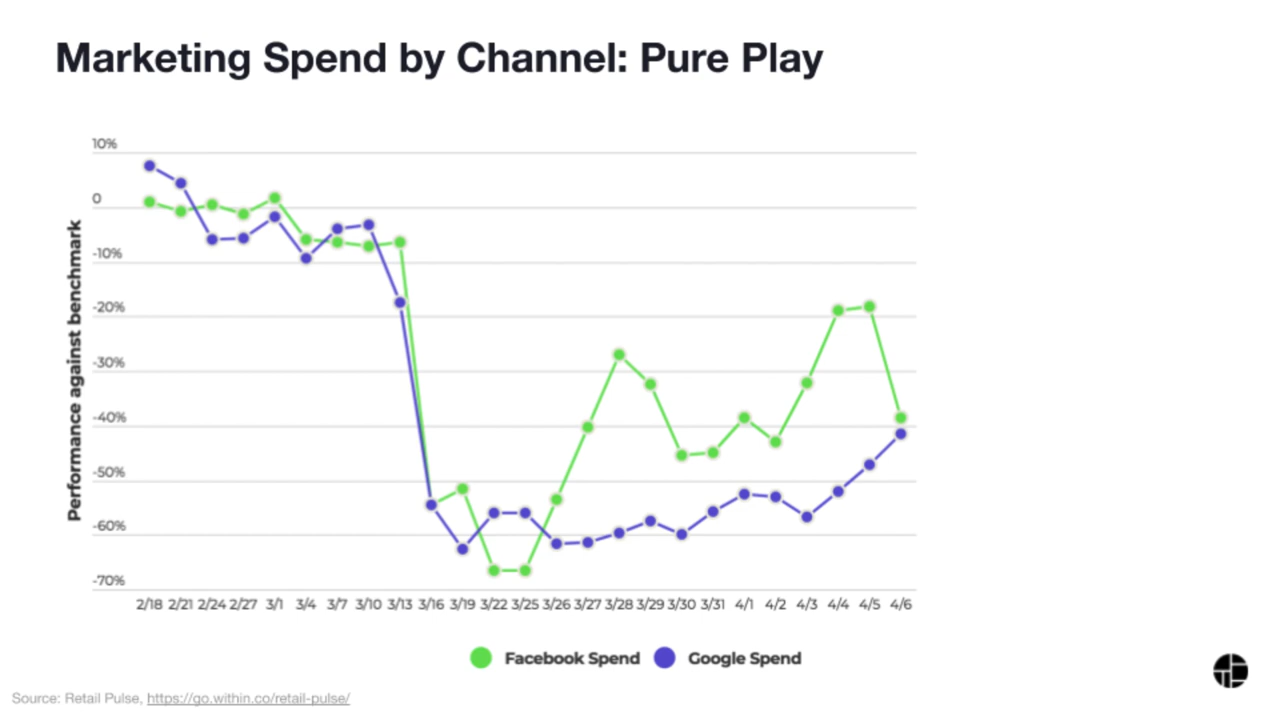 Marketing Spend by Channel: Pure Play
Performance against benchmark
10%
0
-10%
-20%
-30%
-40%
-50%
-60%
-70%
2/18 2/21 2/24 2/27 3/1 3/4 3/7 3/10 3/13 3/16 3/19 3/22 3/25 3/26 3/27 3/28 3/29 3/30 3/31 4/1 4/2 4/3 4/4 4/5 4/6
Facebook Spend Google Spend
Source: Retail Pulse, https://go.within.co/retail-pulse/